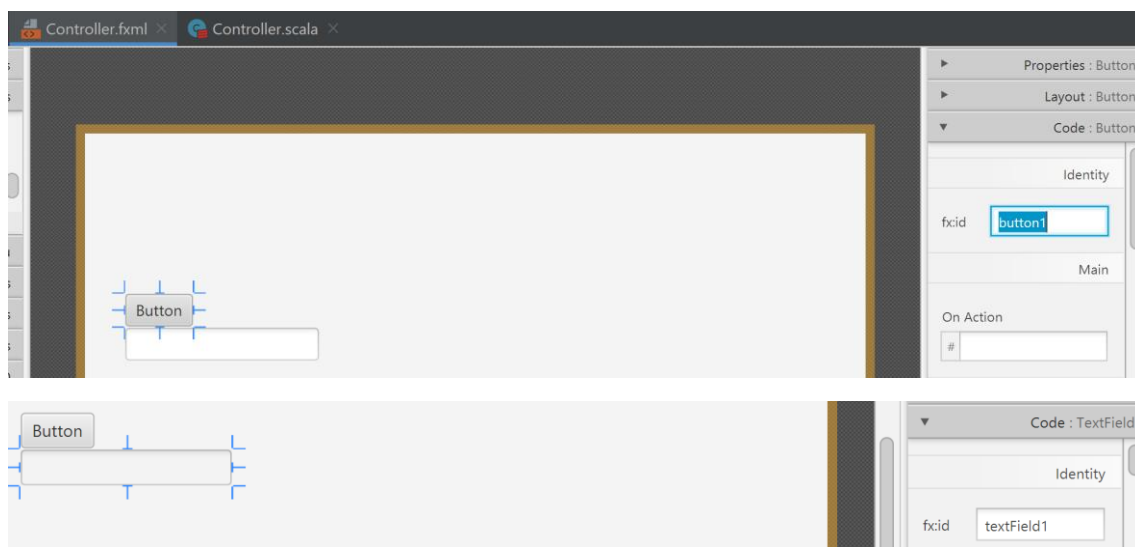 Controller.fxml
Controller.scala
Properties : Button
Layout : Button
Code : Button
Identity
fx:id button1
Main
Button
On Action
#
Button
Code : TextField
Identity
fx:id textField1